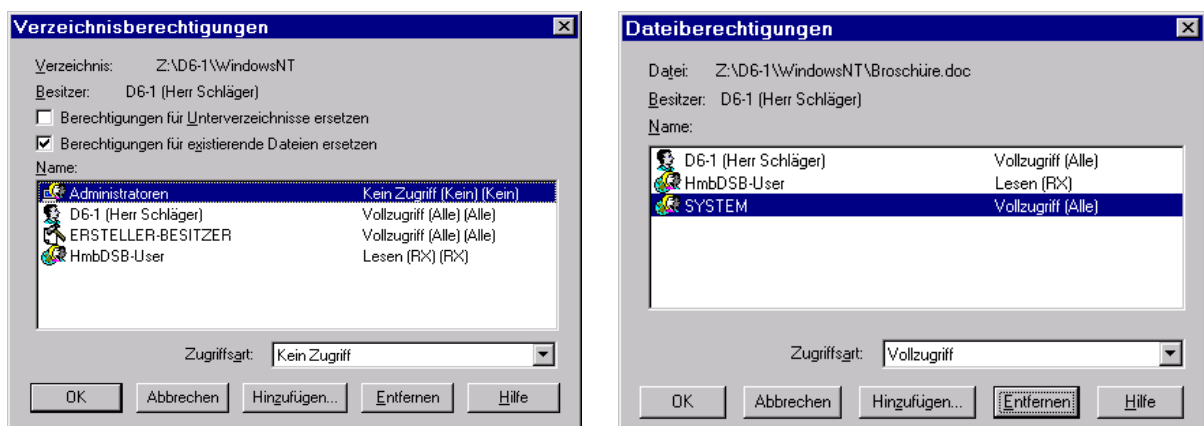 Verzeichnisberechtigungen
Verzeichnis: Z:\D6-1\WindowsNT
Besitzer: D6-1 (Herr Schläger)
Berechtigungen für Unterverzeichnisse ersetzen
Berechtigungen für existierende Dateien ersetzen
Name:
Administratoren Kein Zugriff (Kein) (Kein)
D6-1 (Herr Schläger) Vollzugriff (Alle) (Alle)
ERSTELLER-BESITZER Vollzugriff (Alle) (Alle)
HmbDSB-User Lesen (RX) (RX)
Zugriffsart: Kein Zugriff
OK Abbrechen Hinzufügen... Entfernen Hilfe
Dateiberechtigungen
Datei: Z:\D6-1\WindowsNT\Broschüre.doc
Besitzer: D6-1 (Herr Schläger)
Name:
D6-1 (Herr Schläger) Vollzugriff (Alle)
HmbDSB-User Lesen (RX)
SYSTEM Vollzugriff (Alle)
Zugriffsart: Vollzugriff
OK Abbrechen Hinzufügen... Entfernen Hilfe